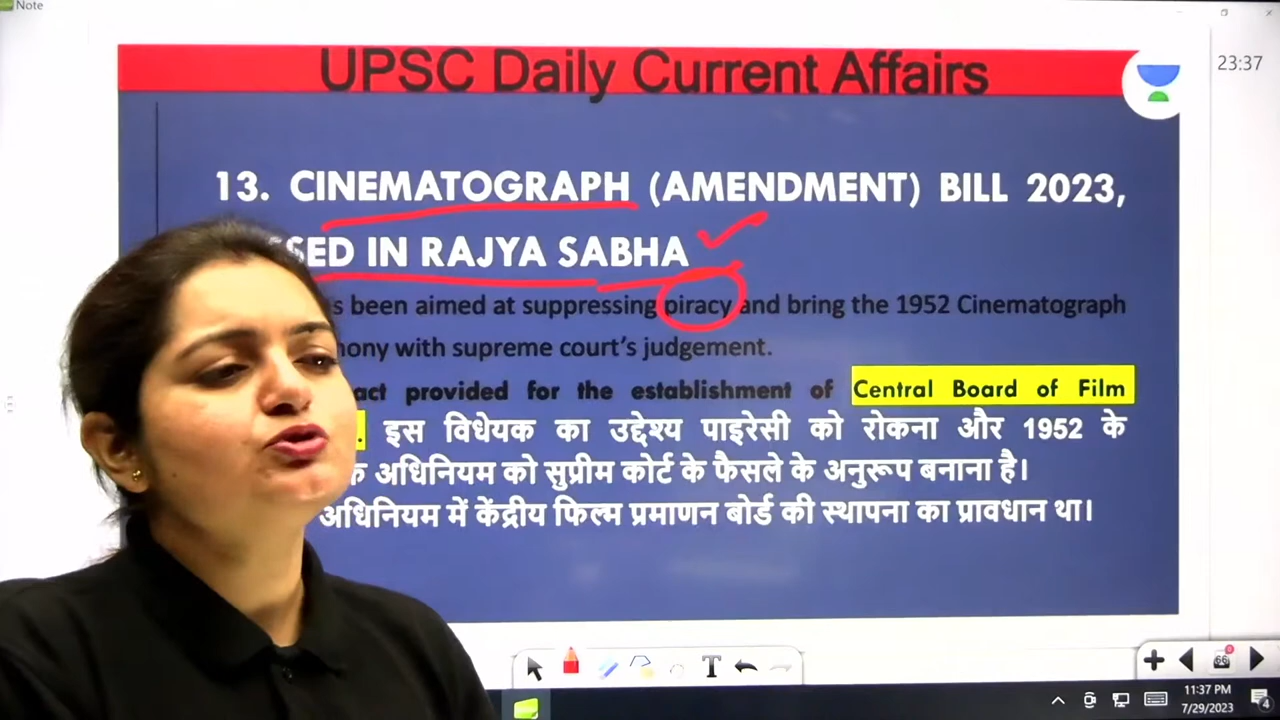 Note
UPSC Daily Current Affairs
23:37
13. CINEMATOGRAPH (AMENDMENT) BILL 2023,
SSED IN RAJYA SABHA
s been aimed at suppressing piracy and bring the 1952 Cinematograph
mony with supreme court's judgement.
act provided for the establishment of Central Board of Film
. इस विधेयक का उद्देश्य पाइरेसी को रोकना और 1952 के
अधिनियम को सुप्रीम कोर्ट के फैसले के अनुरूप बनाना है।
अधिनियम में केंद्रीय फिल्म प्रमाणन बोर्ड की स्थापना का प्रावधान था।
T
66
11:37 PM
7/29/2023
4